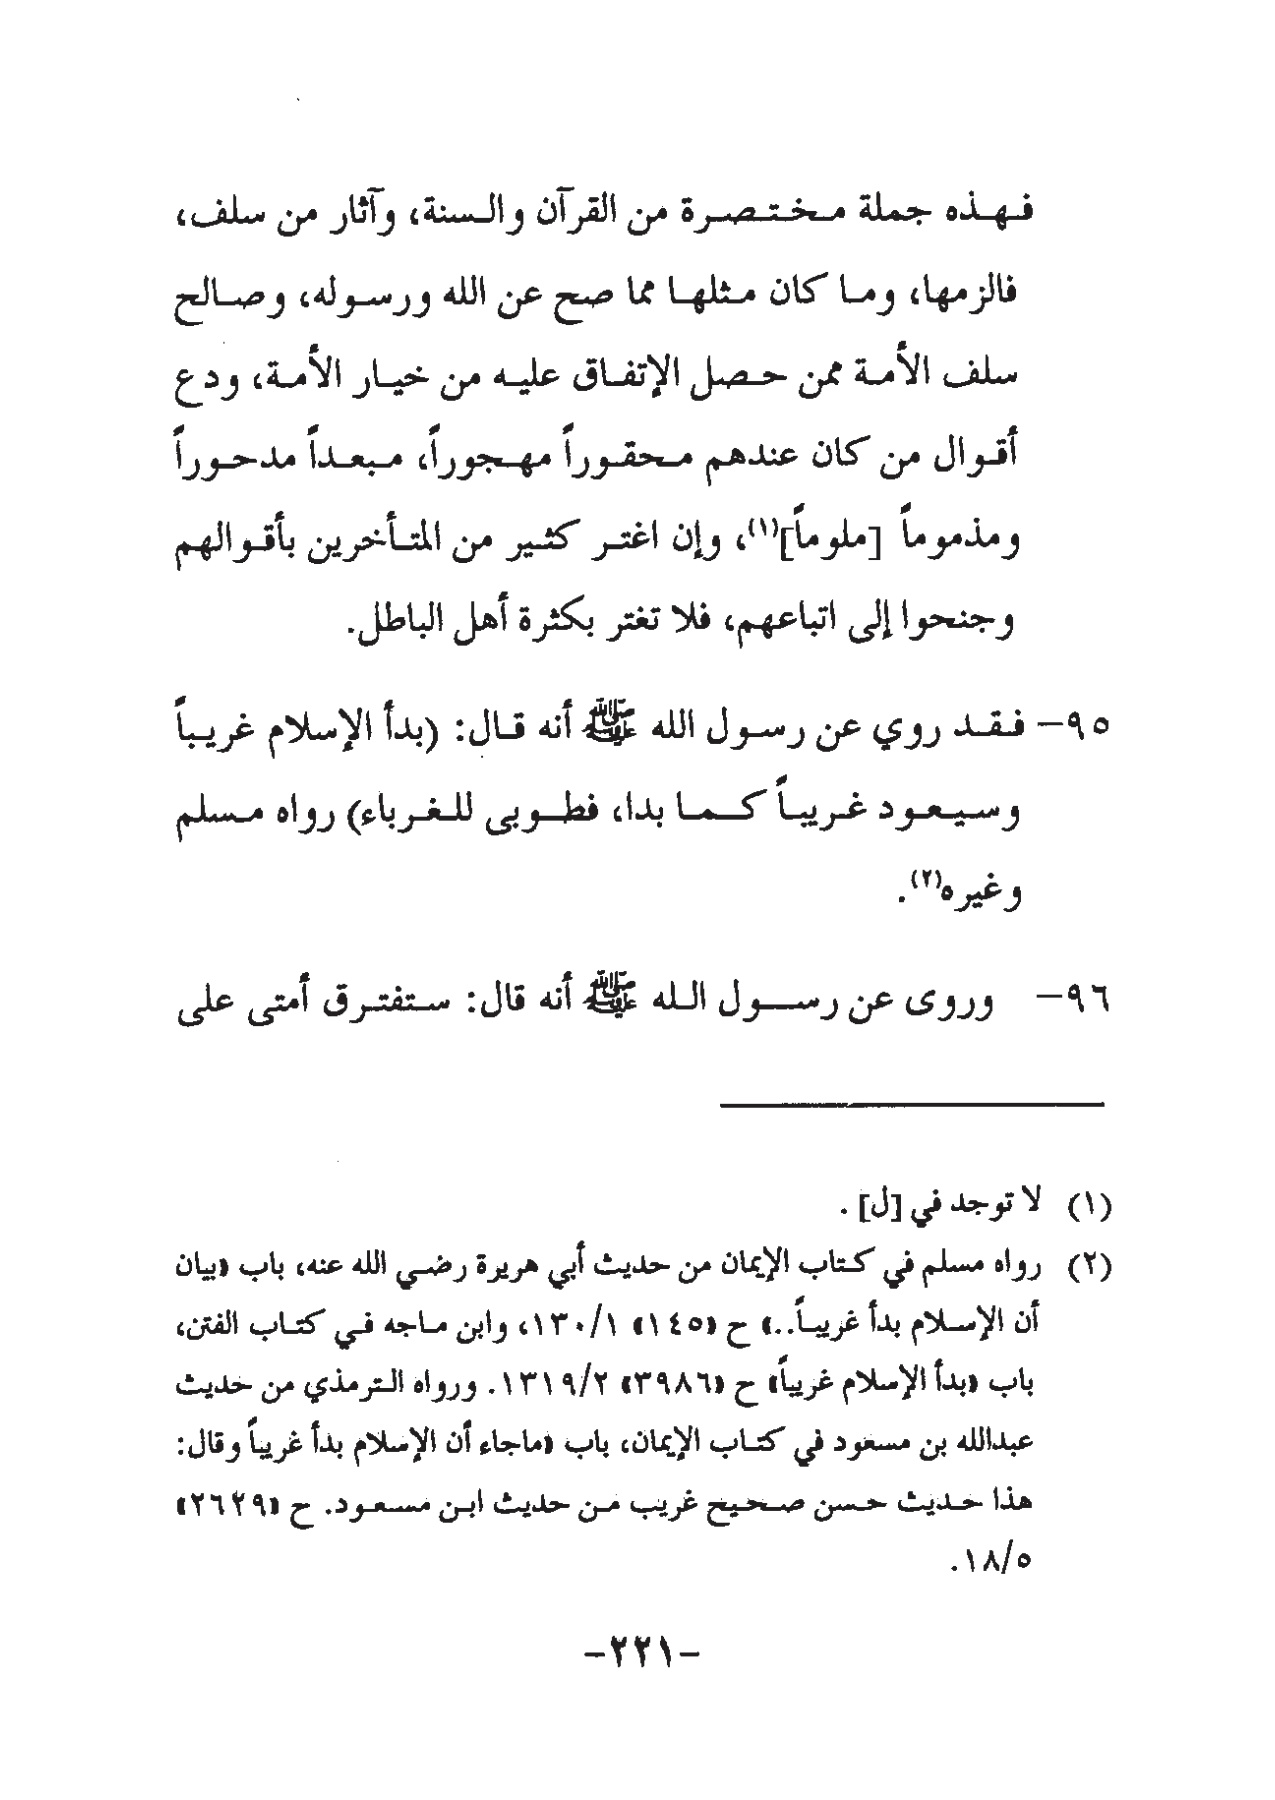 فهذه جملة مختصرة من القرآن والسنة، وآثار من سلف،
فالزمها، وما كان مثلها مما صح عن الله ورسوله، وصالح
سلف الأمة ممن حصل الإتفاق عليه من خيار الأمة، ودع
أقوال من كان عندهم محقوراً مهجوراً، مبعداً مدحوراً
ومذموماً [ملوماً](١)، وإن اغتر كثير من المتأخرين بأقوالهم
وجنحوا إلى اتباعهم، فلا تغتر بكثرة أهل الباطل.
٩٥- فقد روي عن رسول الله ﷺ أنه قال: (بدأ الإسلام غريباً
وسيعود غريباً كما بدا، فطوبى للغرباء) رواه مسلم
وغيره(٢).
٩٦- وروى عن رسول الله ﷺ أنه قال: ستفترق أمتى على
(١) لا توجد في [ل] .
(٢) رواه مسلم في كتاب الإيمان من حديث أبي هريرة رضي الله عنه، باب «بيان
أن الإسلام بدأ غريباً..» ح «١٤٥» ١/١٣٠، وابن ماجه في كتاب الفتن،
باب «بدأ الإسلام غريباً» ح «٣٩٨٦» ٢/١٣١٩. ورواه الترمذي من حديث
عبدالله بن مسعود في كتاب الإيمان، باب «ماجاء أن الإسلام بدأ غريباً وقال:
هذا حديث حسن صحيح غريب من حديث ابن مسعود. ح «٢٦٢٩»
٥/١٨.
-٢٢١-